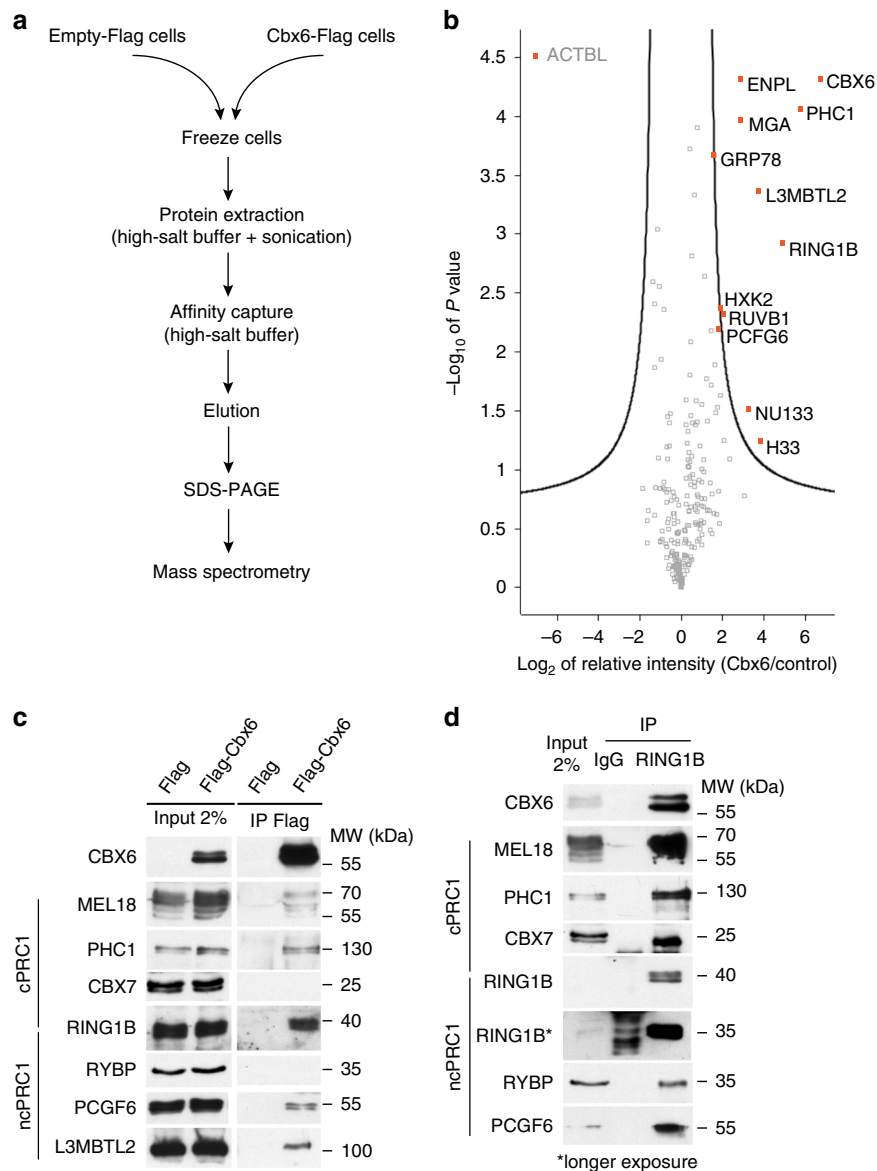 a
Empty-Flag cells
Cbx6-Flag cells
Freeze cells
Protein extraction
(high-salt buffer + sonication)
Affinity capture
(high-salt buffer)
Elution
SDS-PAGE
Mass spectrometry
b
4.5
4
3.5
3
2.5
2
1.5
1
0.5
0
–Log10 of P value
ACTBL
ENPL
CBX6
PHC1
MGA
GRP78
L3MBTL2
RING1B
HXK2
RUVB1
PCFG6
NU133
H33
–6
–4
–2
0
2
4
6
Log2 of relative intensity (Cbx6/control)
c
Flag
Flag-Cbx6
Flag
Flag-Cbx6
Input 2%
IP Flag
MW (kDa)
CBX6
55
MEL18
70
55
PHC1
130
CBX7
25
RING1B
40
RYBP
35
PCGF6
55
L3MBTL2
100
cPRC1
ncPRC1
d
IP
Input
2%
IgG
RING1B
MW (kDa)
CBX6
55
MEL18
70
55
PHC1
130
CBX7
25
RING1B
40
RING1B*
35
RYBP
35
PCGF6
55
cPRC1
ncPRC1
*longer exposure